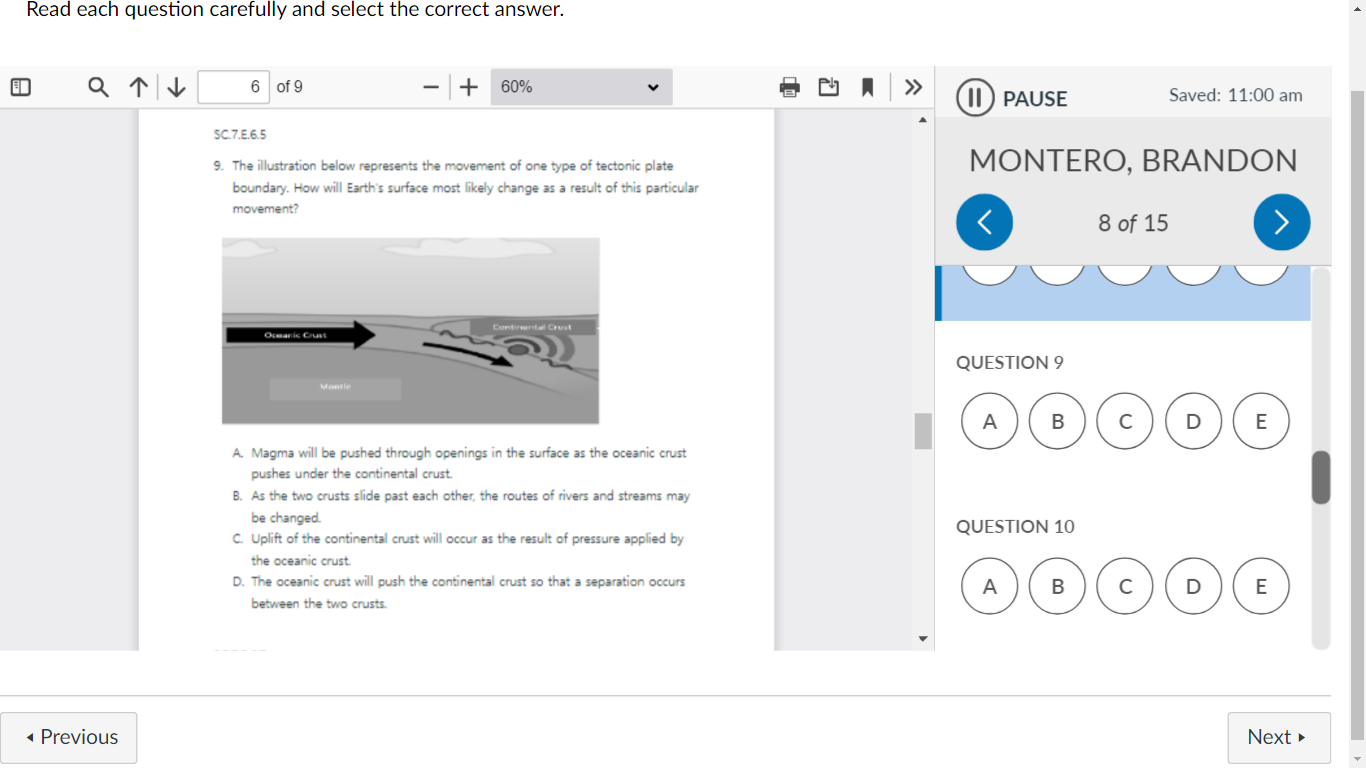 Read each question carefully and select the correct answer.
6 of 9
60%
PAUSE
Saved: 11:00 am
SC.7.E.6.5
9. The illustration below represents the movement of one type of tectonic plate
boundary. How will Earth's surface most likely change as a result of this particular
movement?
Continental Crust
Oceanic Crust
Mantle
A. Magma will be pushed through openings in the surface as the oceanic crust
pushes under the continental crust.
B. As the two crusts slide past each other, the routes of rivers and streams may
be changed.
C. Uplift of the continental crust will occur as the result of pressure applied by
the oceanic crust.
D. The oceanic crust will push the continental crust so that a separation occurs
between the two crusts.
MONTERO, BRANDON
8 of 15
QUESTION 9
A B C D E
QUESTION 10
A B C D E
Previous
Next